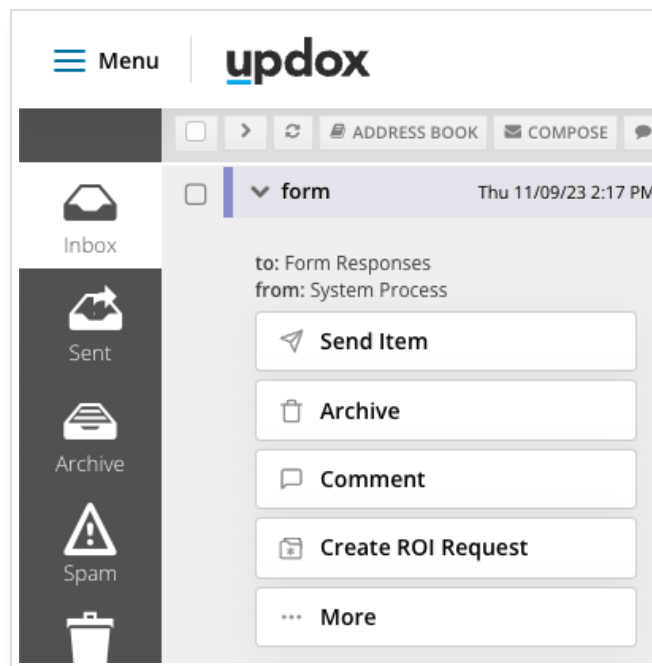 Menu
updox
ADDRESS BOOK COMPOSE
form Thu 11/09/23 2:17 PM
Inbox
to: Form Responses
from: System Process
Send Item
Sent
Archive
Comment
Archive
Create ROI Request
Spam
More